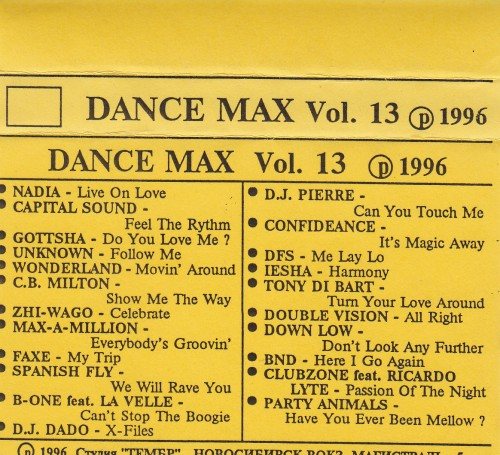 DANCE MAX Vol. 13 ℗ 1996
DANCE MAX Vol. 13 ℗ 1996
• NADIA - Live On Love
• CAPITAL SOUND -
Feel The Rythm
• GOTTSHA - Do You Love Me ?
• UNKNOWN - Follow Me
• WONDERLAND - Movin' Around
• C.B. MILTON -
Show Me The Way
• ZHI-WAGO - Celebrate
• MAX-A-MILLION -
Everybody's Groovin'
• FAXE - My Trip
• SPANISH FLY -
We Will Rave You
• B-ONE feat. LA VELLE -
Can't Stop The Boogie
• D.J. DADO - X-Files
• D.J. PIERRE -
Can You Touch Me
• CONFIDEANCE -
It's Magic Away
• DFS - Me Lay Lo
• IESHA - Harmony
• TONY DI BART -
Turn Your Love Around
• DOUBLE VISION - All Right
• DOWN LOW -
Don't Look Any Further
• BND - Here I Go Again
• CLUBZONE feat. RICARDO
LYTE - Passion Of The Night
• PARTY ANIMALS -
Have You Ever Been Mellow ?
℗ 1996 Студия "ТЕМЕР" НОВОСИБИРСК ВОКЗ. МАГИСТРАЛЬ